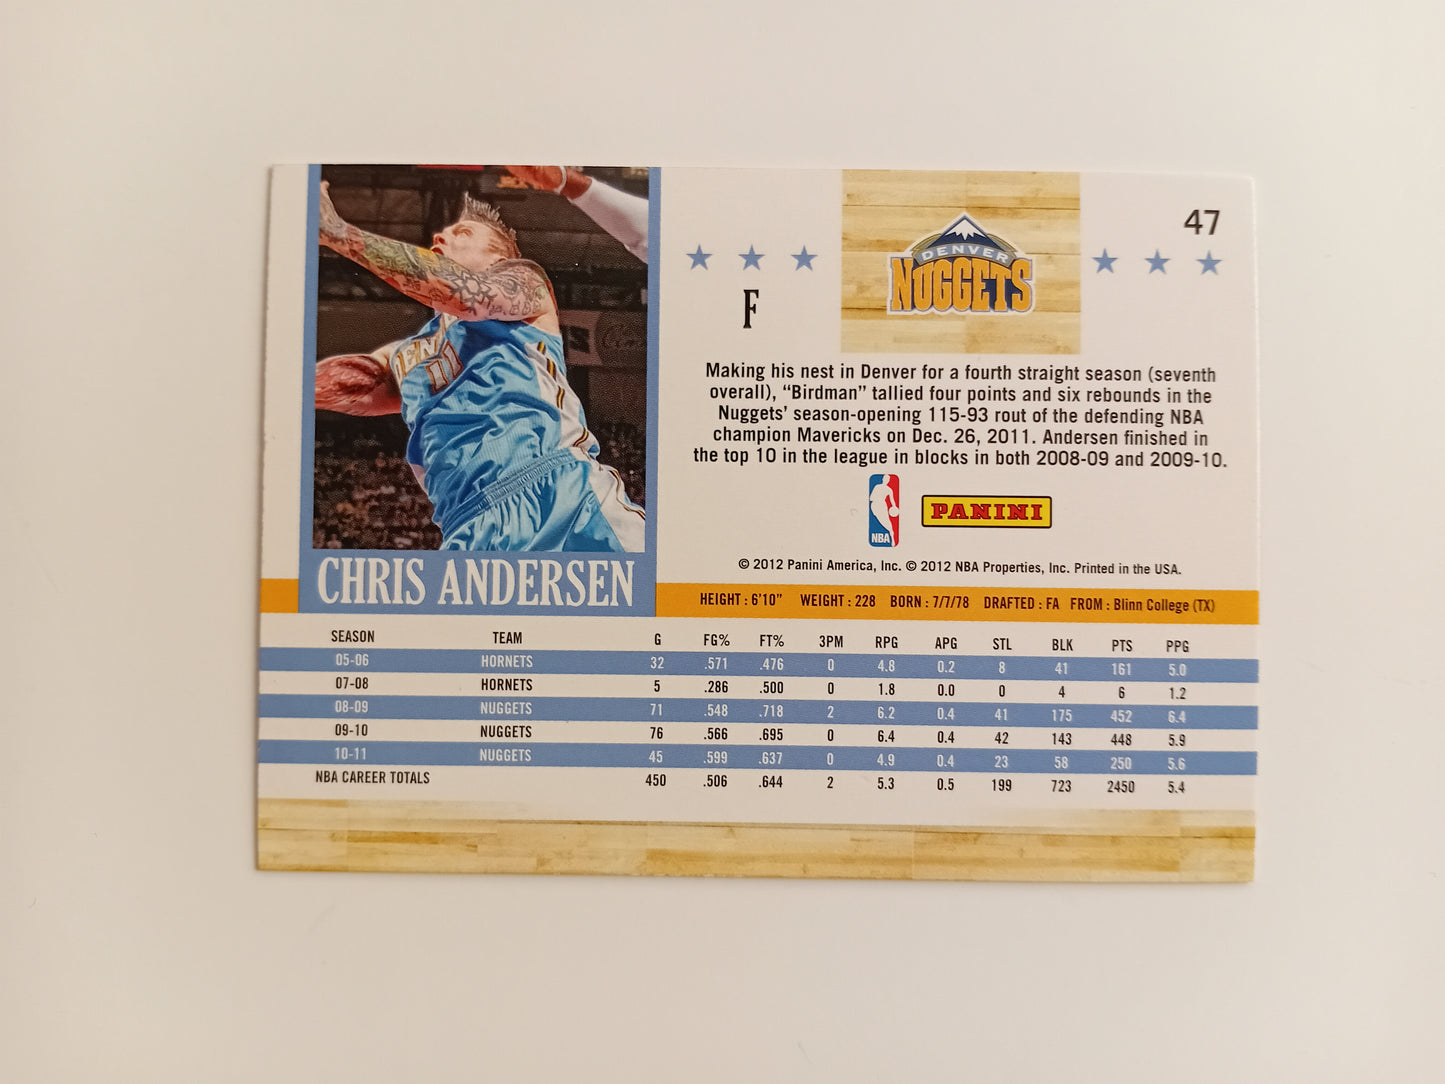 47
DENVER
NUGGETS
F
Making his nest in Denver for a fourth straight season (seventh
overall), “Birdman” tallied four points and six rebounds in the
Nuggets’ season-opening 115-93 rout of the defending NBA
champion Mavericks on Dec. 26, 2011. Andersen finished in
the top 10 in the league in blocks in both 2008-09 and 2009-10.
NBA
PANINI
© 2012 Panini America, Inc. © 2012 NBA Properties, Inc. Printed in the USA.
CHRIS ANDERSEN
HEIGHT : 6'10" WEIGHT : 228 BORN : 7/7/78 DRAFTED : FA FROM : Blinn College (TX)
SEASON TEAM G FG% FT% 3PM RPG APG STL BLK PTS PPG
05-06 HORNETS 32 .571 .476 0 4.8 0.2 8 41 161 5.0
07-08 HORNETS 5 .286 .500 0 1.8 0.0 0 4 6 1.2
08-09 NUGGETS 71 .548 .718 2 6.2 0.4 41 175 452 6.4
09-10 NUGGETS 76 .566 .695 0 6.4 0.4 42 143 448 5.9
10-11 NUGGETS 45 .599 .637 0 4.9 0.4 23 58 250 5.6
NBA CAREER TOTALS 450 .506 .644 2 5.3 0.5 199 723 2450 5.4